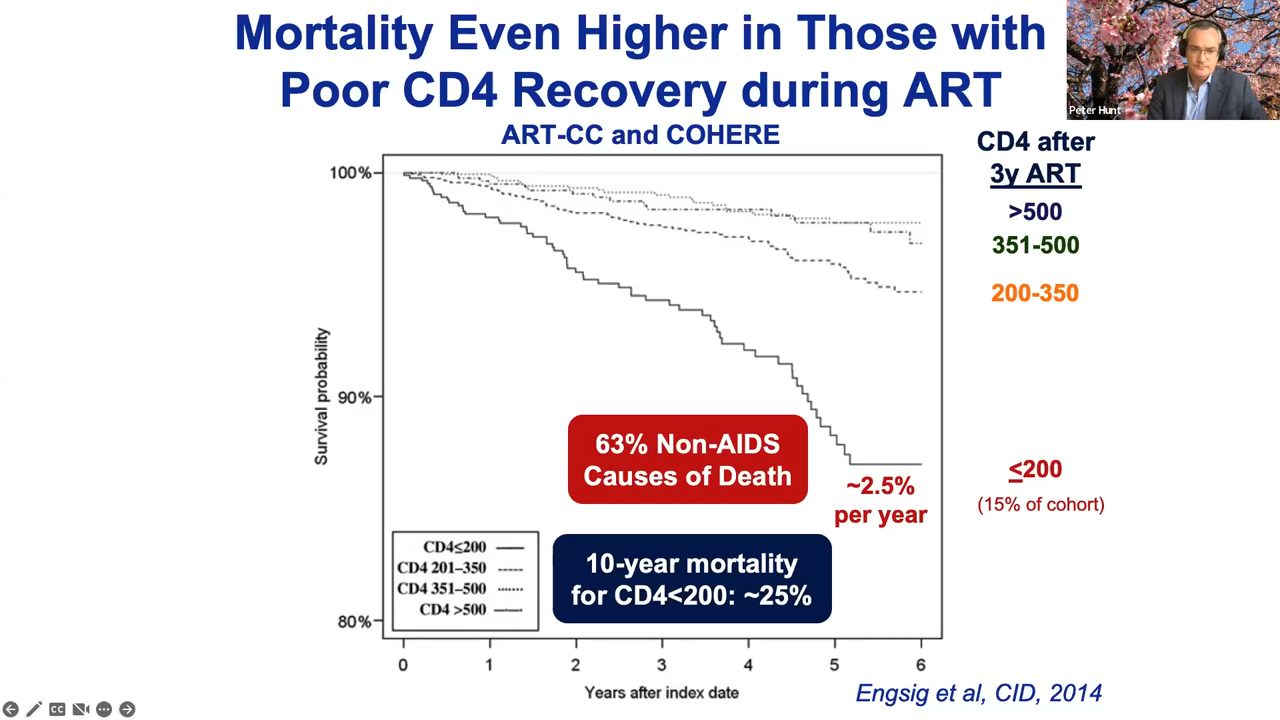 Mortality Even Higher in Those with
Poor CD4 Recovery during ART
Peter Hunt
ART-CC and COHERE
CD4 after
3y ART
>500
351-500
200-350
≤200
(15% of cohort)
100%
90%
80%
Survival probability
63% Non-AIDS
Causes of Death
~2.5%
per year
10-year mortality
for CD4<200: ~25%
CD4≤200
CD4 201–350
CD4 351–500
CD4 >500
0 1 2 3 4 5 6
Years after index date
Engsig et al, CID, 2014
CC